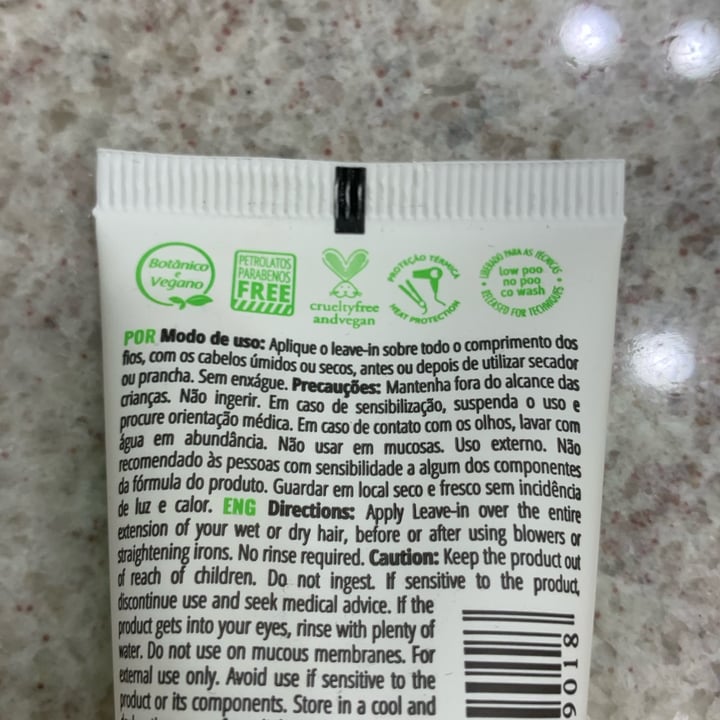 Botânico
e
Vegano
PETROLATOS
PARABENOS
FREE
crueltyfree
andvegan
PROTEÇÃO TÉRMICA
HEAT PROTECTION
LIBERADO PARA AS TÉCNICAS
low poo
no poo
co wash
RELEASED FOR TECHNIQUES
POR Modo de uso: Aplique o leave-in sobre todo o comprimento dos
fios, com os cabelos úmidos ou secos, antes ou depois de utilizar secador
ou prancha. Sem enxágue. Precauções: Mantenha fora do alcance das
crianças. Não ingerir. Em caso de sensibilização, suspenda o uso e
procure orientação médica. Em caso de contato com os olhos, lavar com
água em abundância. Não usar em mucosas. Uso externo. Não
recomendado às pessoas com sensibilidade a algum dos componentes
da fórmula do produto. Guardar em local seco e fresco sem incidência
de luz e calor. ENG Directions: Apply Leave-in over the entire
extension of your wet or dry hair, before or after using blowers or
straightening irons. No rinse required. Caution: Keep the product out
of reach of children. Do not ingest. If sensitive to the product,
discontinue use and seek medical advice. If the
product gets into your eyes, rinse with plenty of
water. Do not use on mucous membranes. For
external use only. Avoid use if sensitive to the
product or its components. Store in a cool and
9018